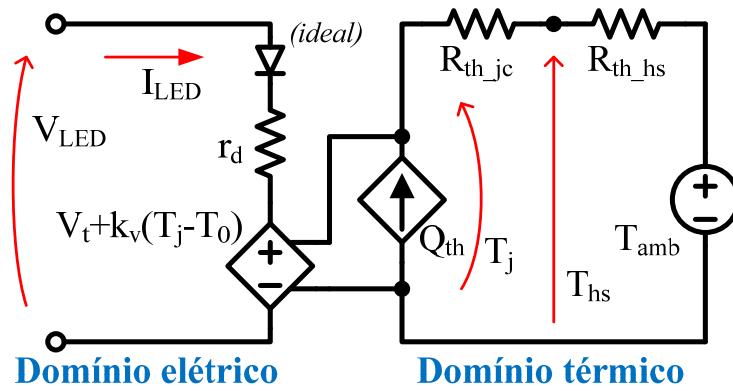 (ideal)
I_LED
V_LED
r_d
V_t+k_v(T_j-T_0)
R_th_jc
R_th_hs
Q_th
T_j
T_hs
T_amb
Domínio elétrico
Domínio térmico